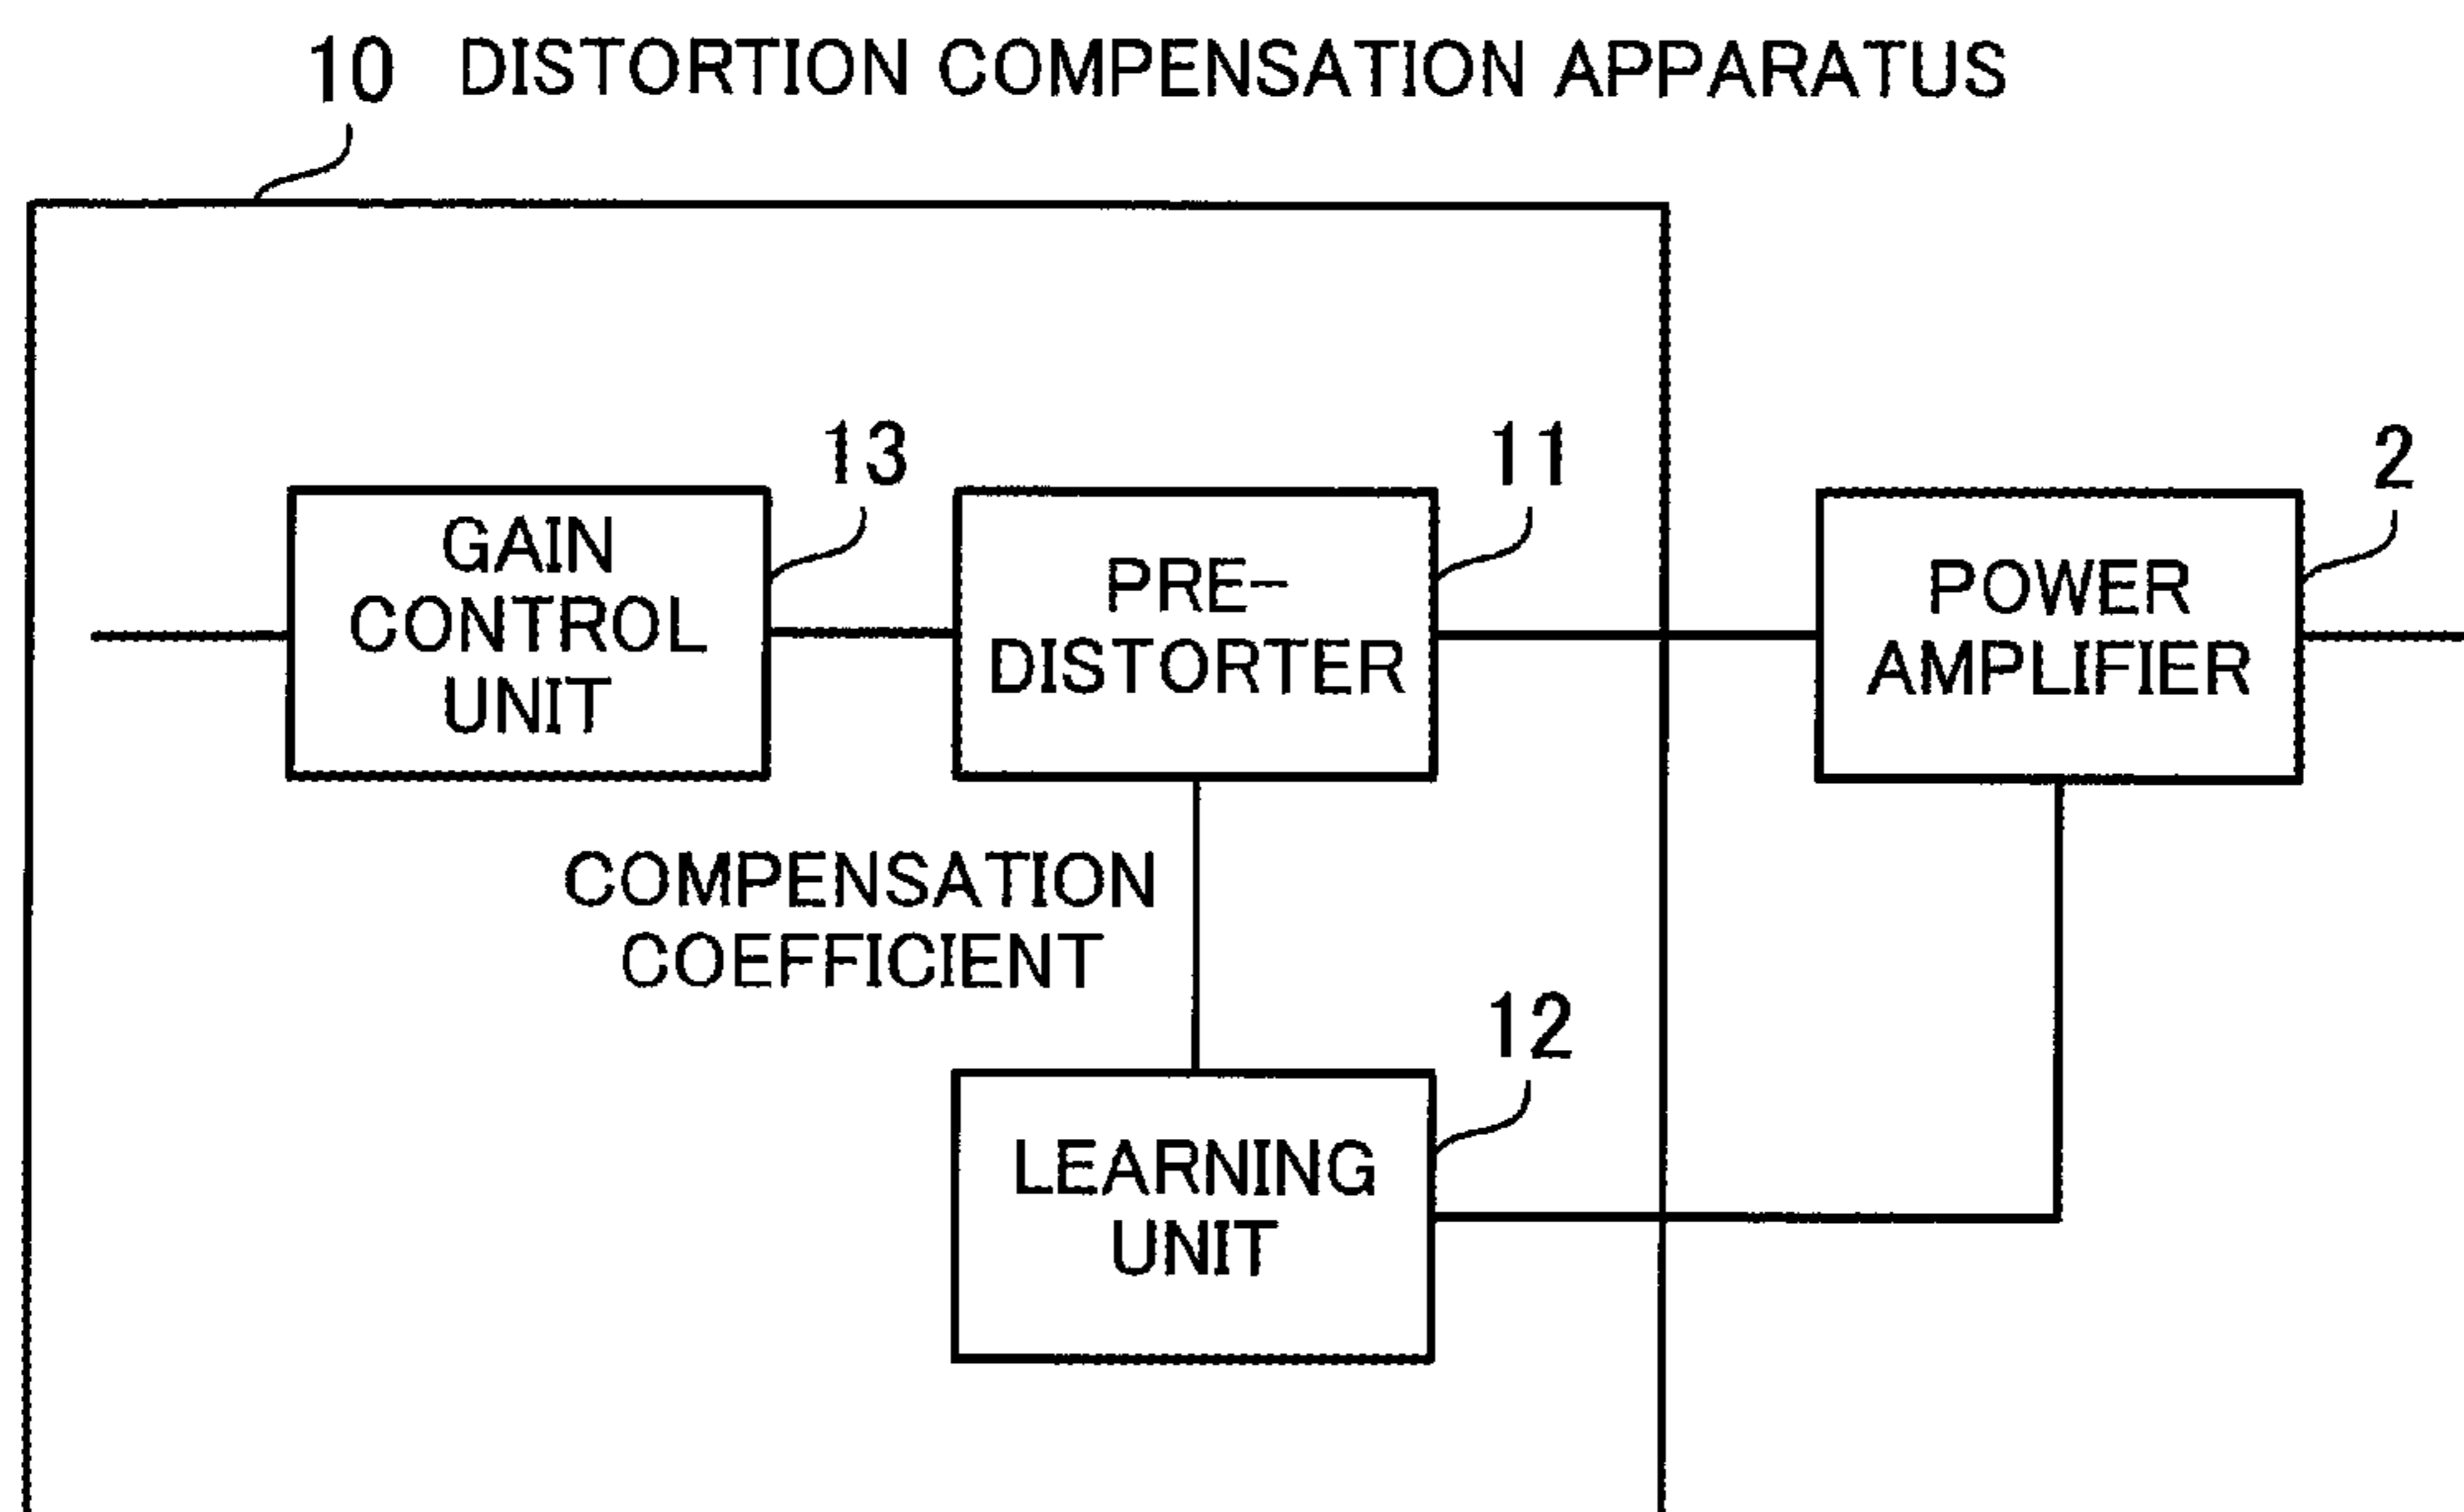 10 DISTORTION COMPENSATION APPARATUS
13
11
2
GAIN
CONTROL
UNIT
PRE-
DISTORTER
POWER
AMPLIFIER
COMPENSATION
COEFFICIENT
12
LEARNING
UNIT